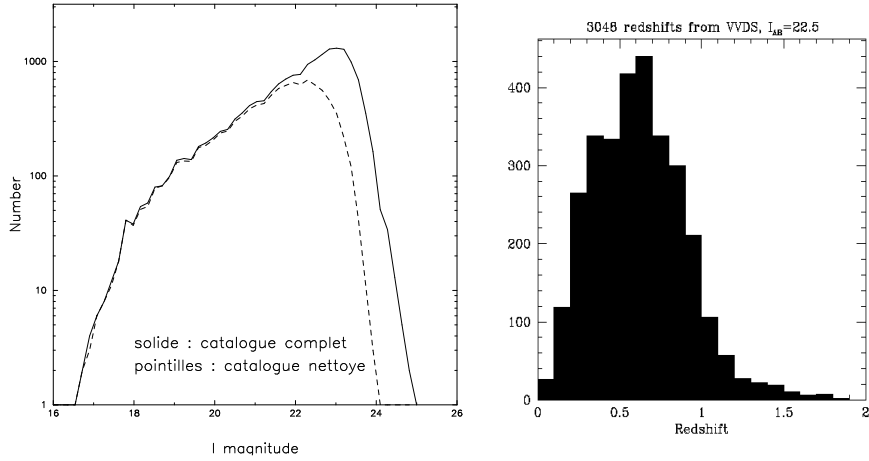 1000
100
10
1
Number
solide : catalogue complet
pointilles : catalogue nettoye
16 18 20 22 24 26
I magnitude
3048 redshifts from VVDS, I_AB=22.5
400
300
200
100
0
0 0.5 1 1.5 2
Redshift